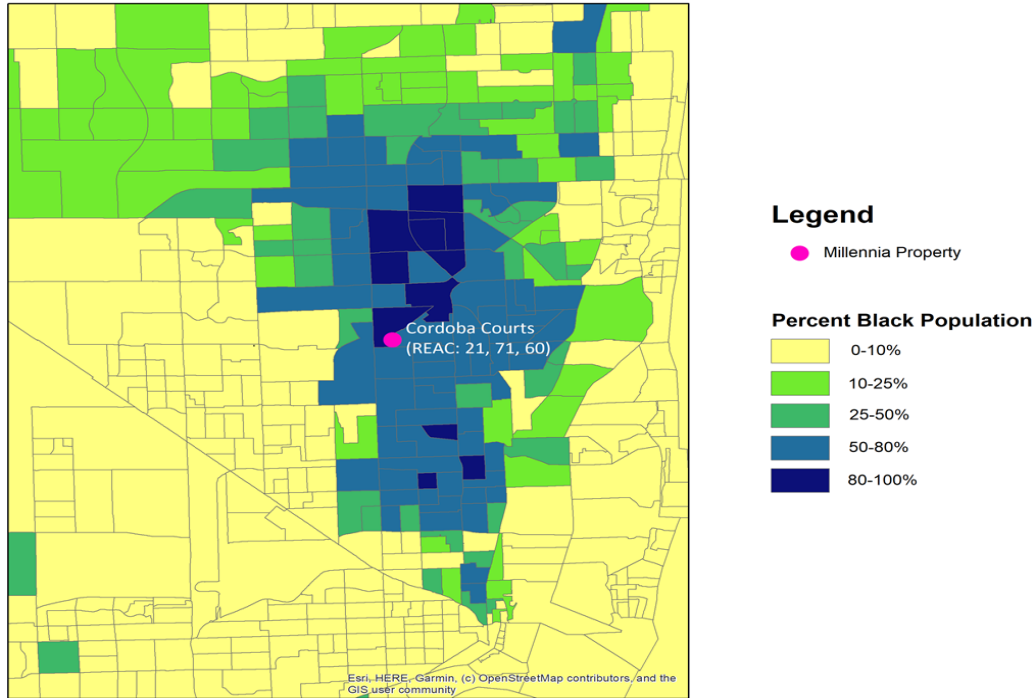 Cordoba Courts
(REAC: 21, 71, 60)
Esri, HERE, Garmin, (c) OpenStreetMap contributors, and the
GIS user community
Legend
Millennia Property
Percent Black Population
0-10%
10-25%
25-50%
50-80%
80-100%